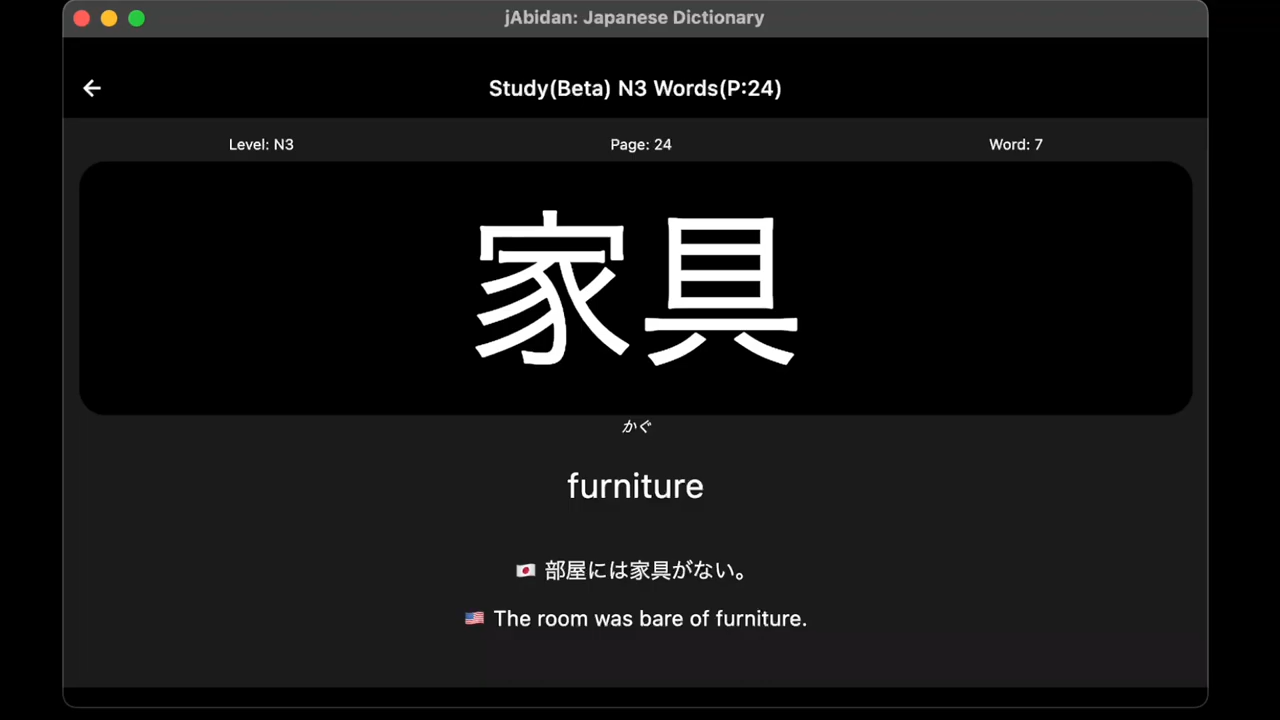 jAbidan: Japanese Dictionary
Study(Beta) N3 Words(P:24)
Level: N3
Page: 24
Word: 7
家具
かぐ
furniture
🇯🇵 部屋には家具がない。
🇺🇸 The room was bare of furniture.